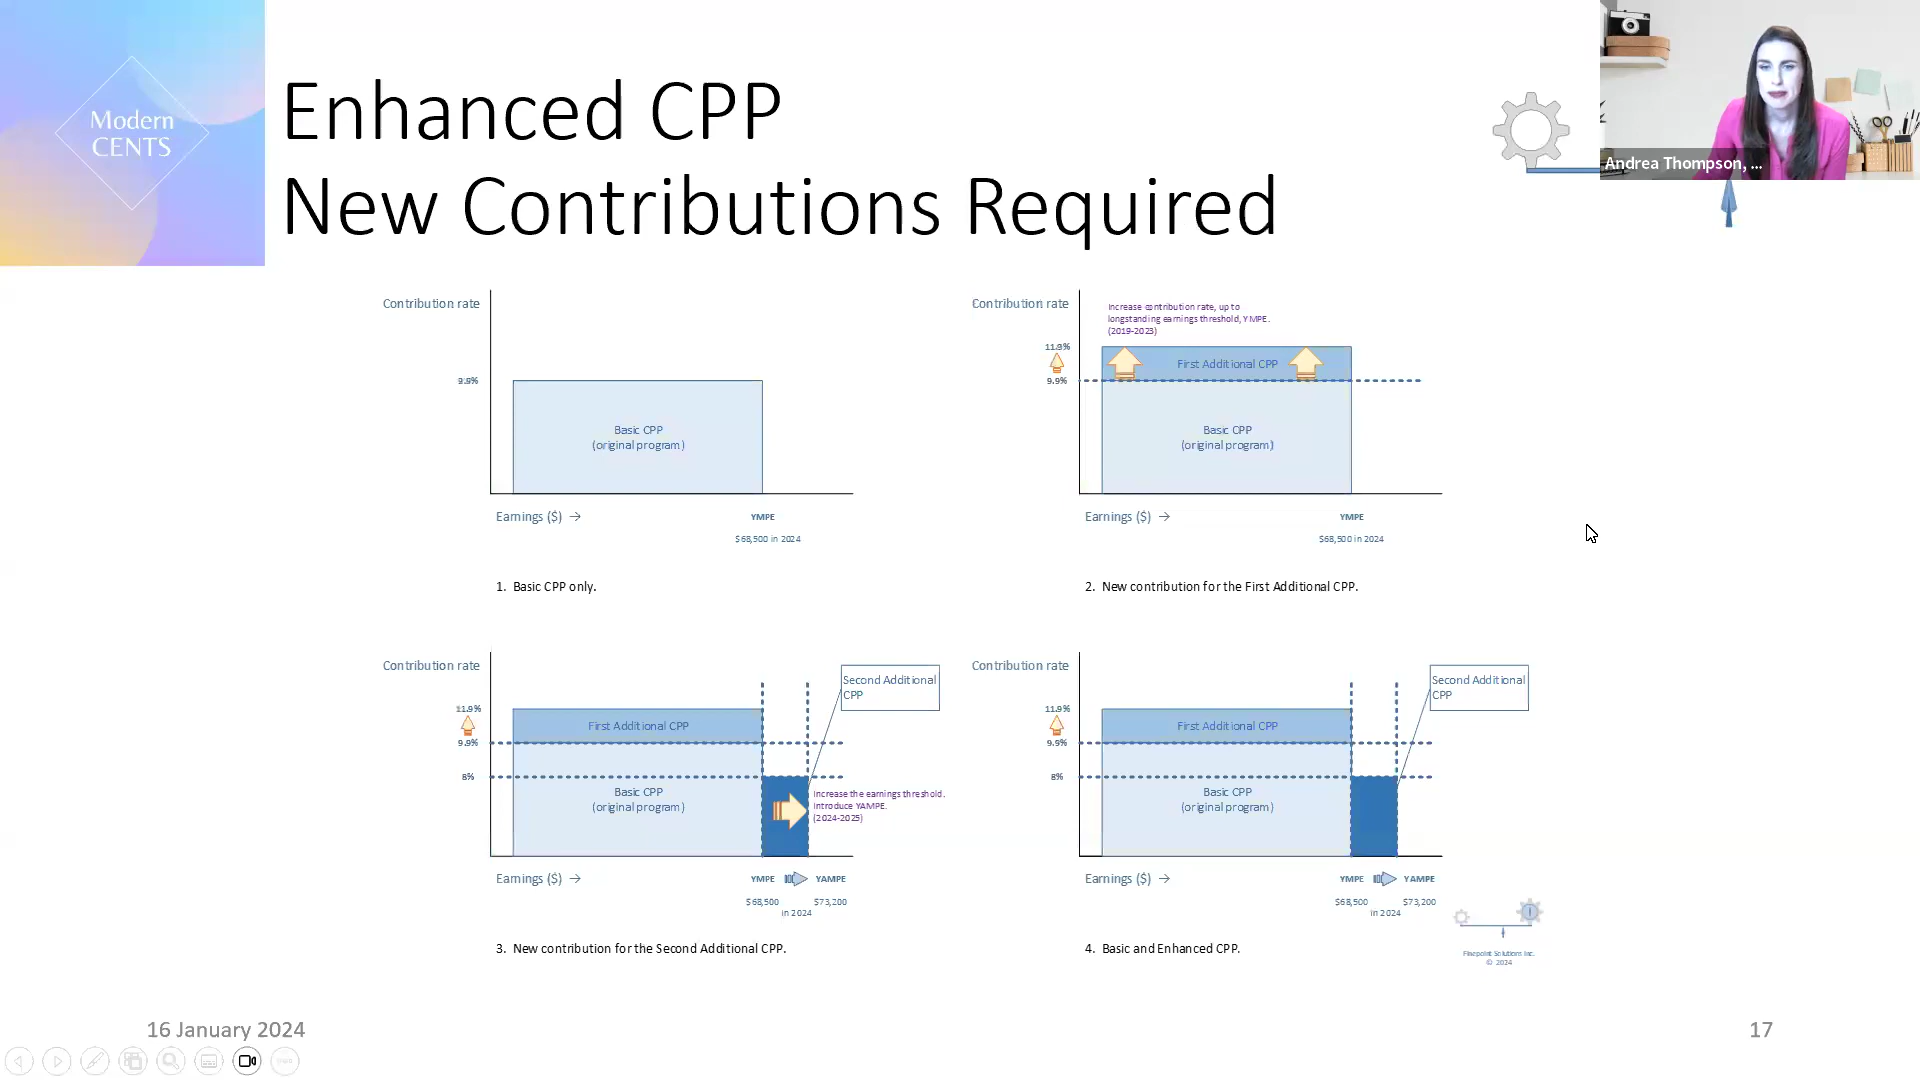 Modern
CENTS
Enhanced CPP
New Contributions Required
Andrea Thompson, ...
Contribution rate
9.9%
Basic CPP
(original program)
Earnings ($) →
YMPE
$68,500 in 2024
1. Basic CPP only.
Contribution rate
Increase contribution rate, up to
longstanding earnings threshold, YMPE.
(2019-2023)
11.9%
First Additional CPP
9.9%
Basic CPP
(original program)
Earnings ($) →
YMPE
$68,500 in 2024
2. New contribution for the First Additional CPP.
Contribution rate
Second Additional
CPP
11.9%
First Additional CPP
9.9%
8%
Basic CPP
(original program)
Increase the earnings threshold.
Introduce YAMPE.
(2024-2025)
Earnings ($) →
YMPE
YAMPE
$68,500
$73,200
in 2024
3. New contribution for the Second Additional CPP.
Contribution rate
Second Additional
CPP
11.9%
First Additional CPP
9.9%
8%
Basic CPP
(original program)
Earnings ($) →
YMPE
YAMPE
$68,500
$73,200
in 2024
4. Basic and Enhanced CPP.
Finepoint Solutions Inc.
© 2024
16 January 2024
17